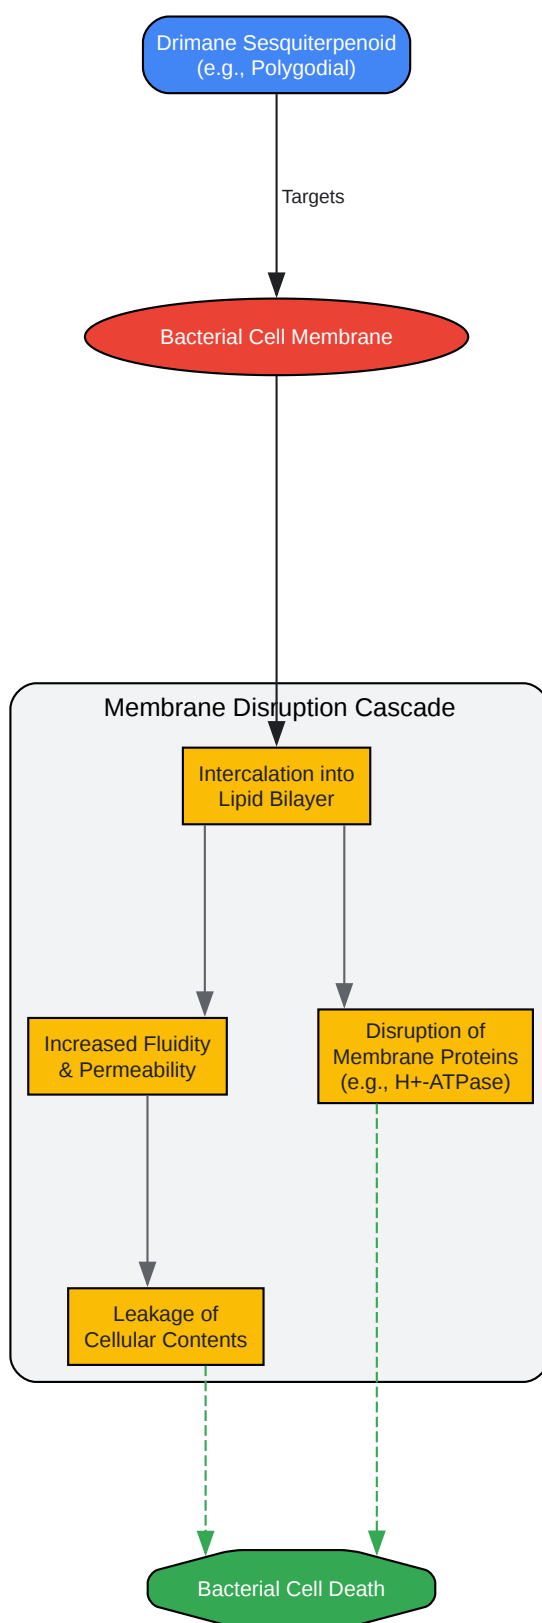 Drimane Sesquiterpenoid
(e.g., Polygodial)
Targets
Bacterial Cell Membrane
Membrane Disruption Cascade
Intercalation into
Lipid Bilayer
Increased Fluidity
& Permeability
Disruption of
Membrane Proteins
(e.g., H+-ATPase)
Leakage of
Cellular Contents
Bacterial Cell Death